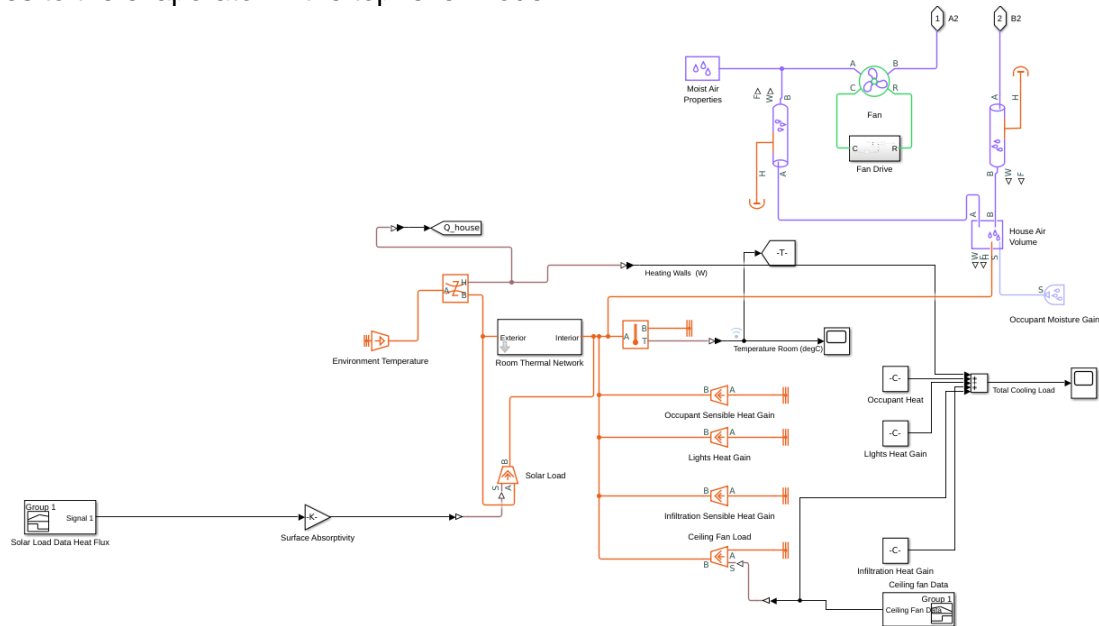 1
A2
2
B2
Moist Air
Properties
A
B
C
R
Fan
C
R
Fan Drive
F
W
B
H
A
A
H
B
W
F
A
B
House Air
Volume
W
F
H
S
S
Occupant Moisture Gain
Q_house
-T-
Heating Walls (W)
A
H
B
Environment Temperature
Exterior
Interior
Room Thermal Network
A
B
T
Temperature Room (degC)
B
A
Occupant Sensible Heat Gain
B
A
Lights Heat Gain
B
A
Infiltration Sensible Heat Gain
Ceiling Fan Load
A
B
S
B
Solar Load
S
A
Group 1
Signal 1
Solar Load Data Heat Flux
-K-
Surface Absorptivity
-C-
Occupant Heat
-C-
LIghts Heat Gain
-C-
Infiltration Heat Gain
+
+
+
Total Cooling Load
Ceiling fan Data
Group 1
Ceiling Fan Data